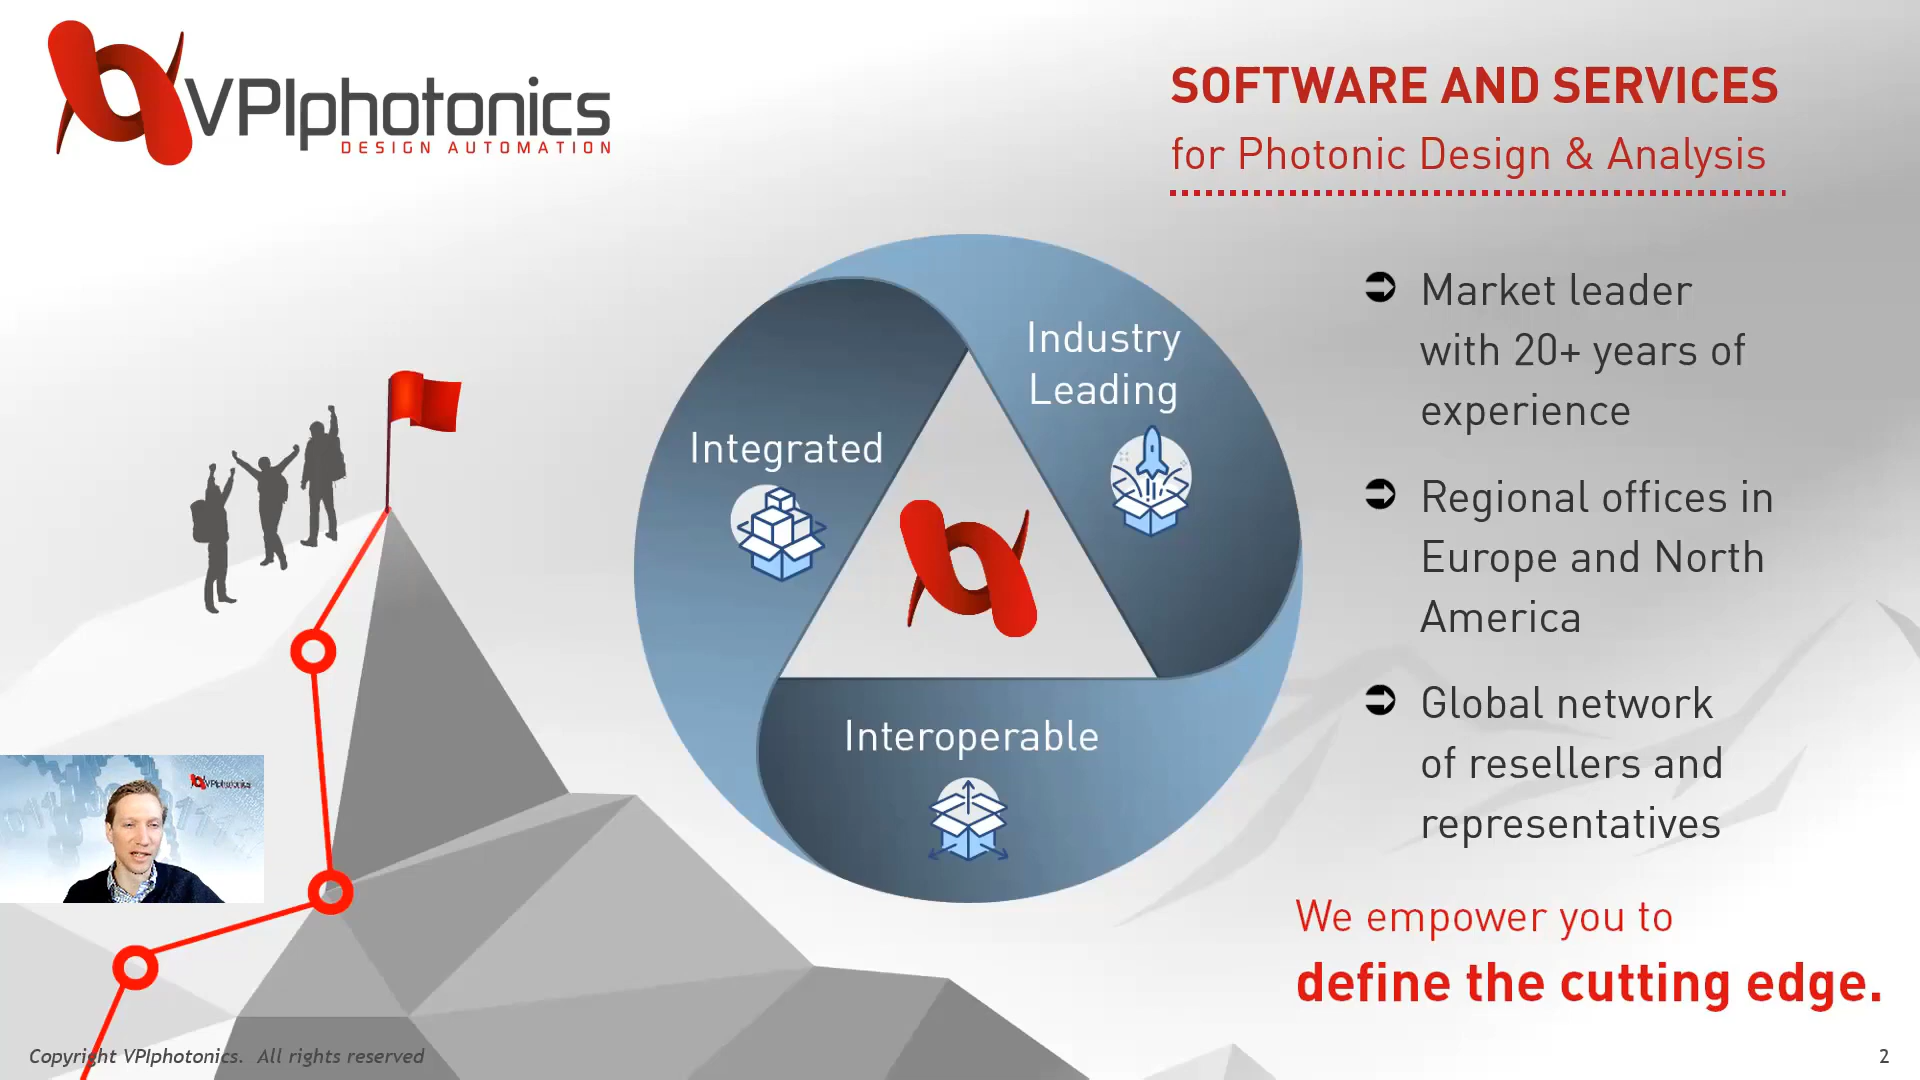 VPIphotonics
DESIGN AUTOMATION
SOFTWARE AND SERVICES
for Photonic Design & Analysis
Industry
Leading
Integrated
Interoperable
Market leader
with 20+ years of
experience
Regional offices in
Europe and North
America
Global network
of resellers and
representatives
We empower you to
define the cutting edge.
VPIphotonics
Copyright VPIphotonics. All rights reserved
2